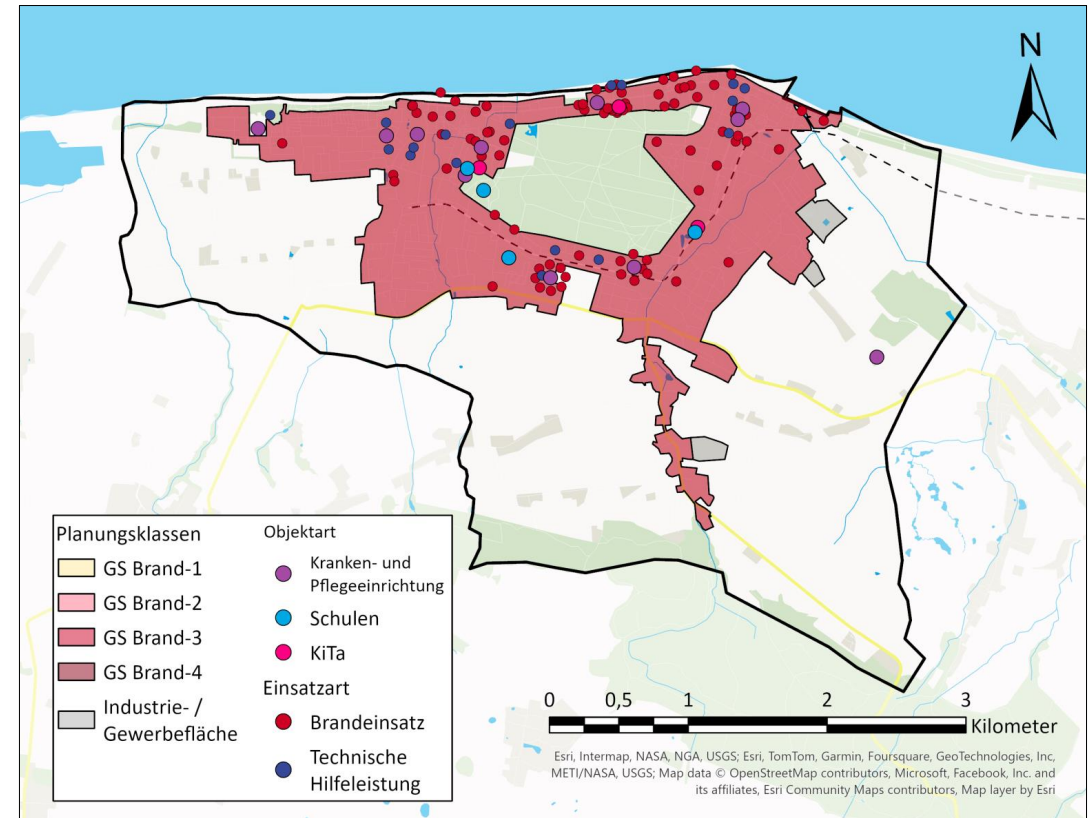 N
Planungsklassen
GS Brand-1
GS Brand-2
GS Brand-3
GS Brand-4
Industrie- /
Gewerbefläche
Objektart
Kranken- und
Pflegeeinrichtung
Schulen
KiTa
Einsatzart
Brandeinsatz
Technische
Hilfeleistung
0 0,5 1 2 3
Kilometer
Esri, Intermap, NASA, NGA, USGS; Esri, TomTom, Garmin, Foursquare, GeoTechnologies, Inc,
METI/NASA, USGS; Map data © OpenStreetMap contributors, Microsoft, Facebook, Inc. and
its affiliates, Esri Community Maps contributors, Map layer by Esri